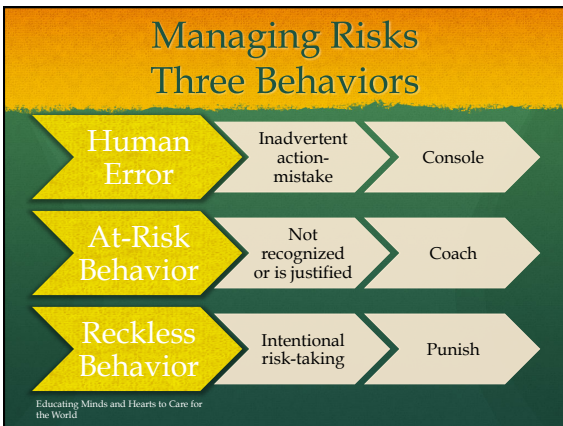 Managing Risks
Three Behaviors
Human
Error
Inadvertent
action-
mistake
Console
At-Risk
Behavior
Not
recognized
or is justified
Coach
Reckless
Behavior
Intentional
risk-taking
Punish
Educating Minds and Hearts to Care for
the World